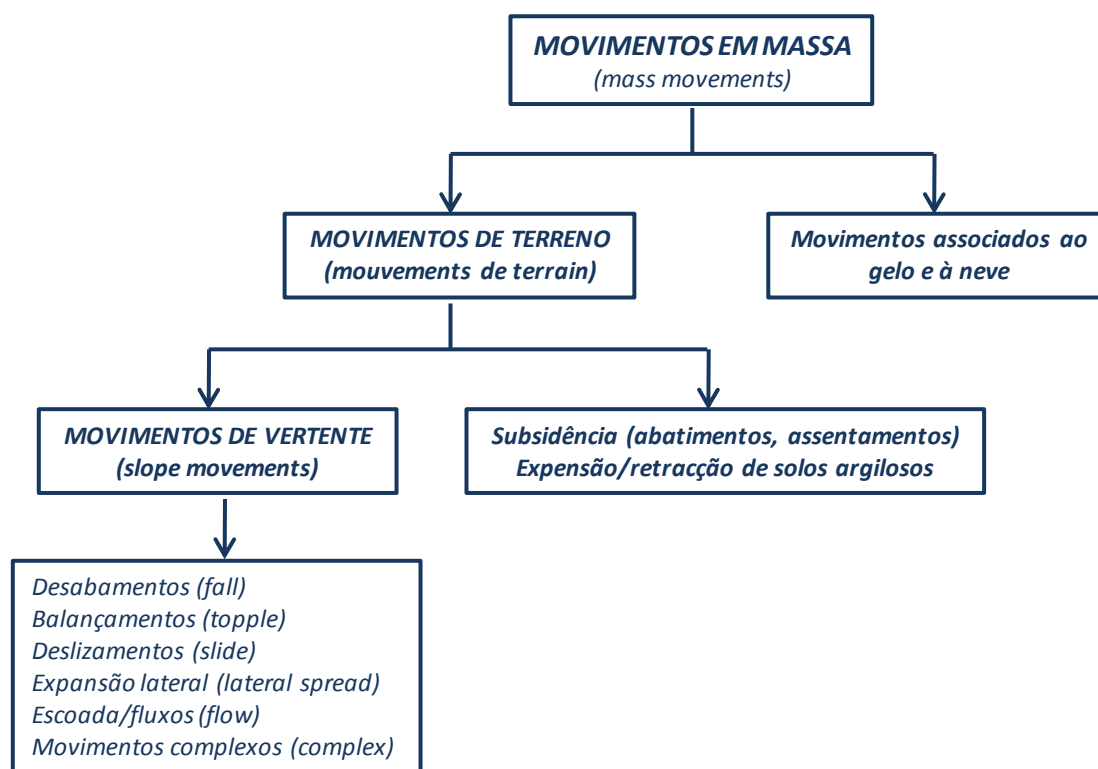 MOVIMENTOS EM MASSA
(mass movements)
MOVIMENTOS DE TERRENO
(mouvements de terrain)
Movimentos associados ao
gelo e à neve
MOVIMENTOS DE VERTENTE
(slope movements)
Subsidência (abatimentos, assentamentos)
Expensão/retracção de solos argilosos
Desabamentos (fall)
Balançamentos (topple)
Deslizamentos (slide)
Expansão lateral (lateral spread)
Escoada/fluxos (flow)
Movimentos complexos (complex)